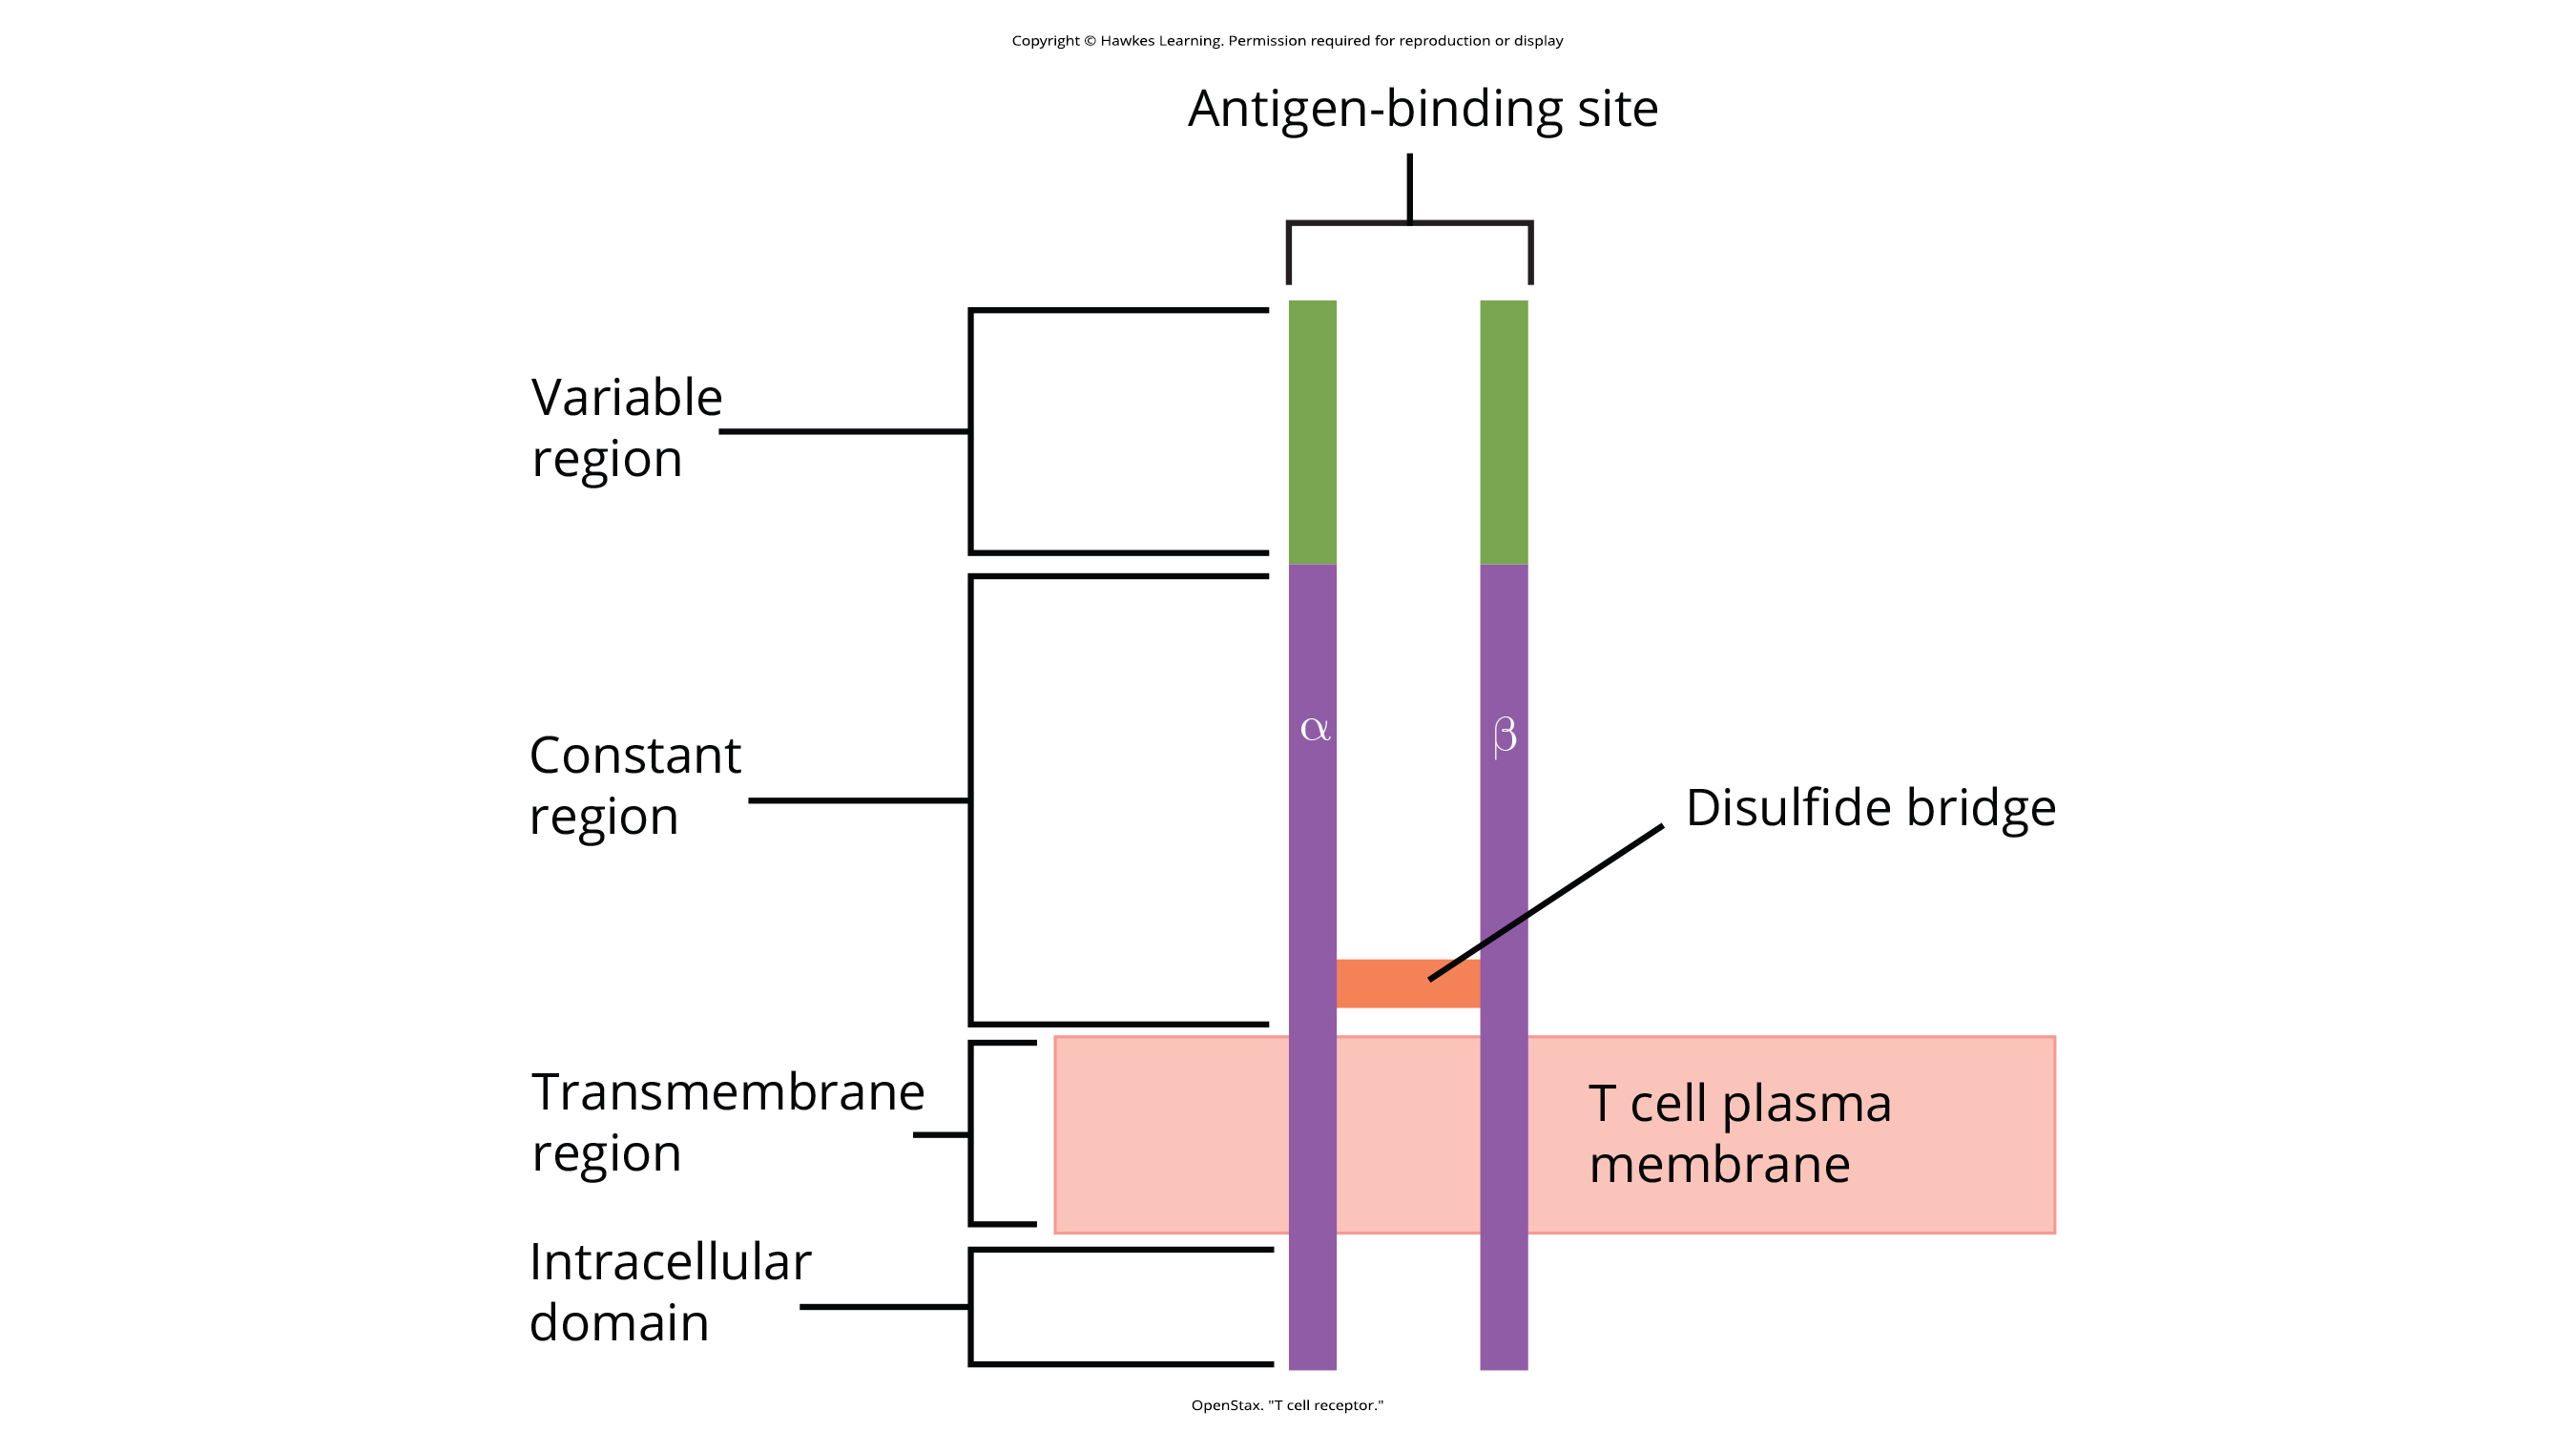 Copyright © Hawkes Learning. Permission required for reproduction or display
Antigen-binding site
Variable
region
α
β
Constant
region
Disulfide bridge
Transmembrane
region
T cell plasma
membrane
Intracellular
domain
OpenStax. "T cell receptor."